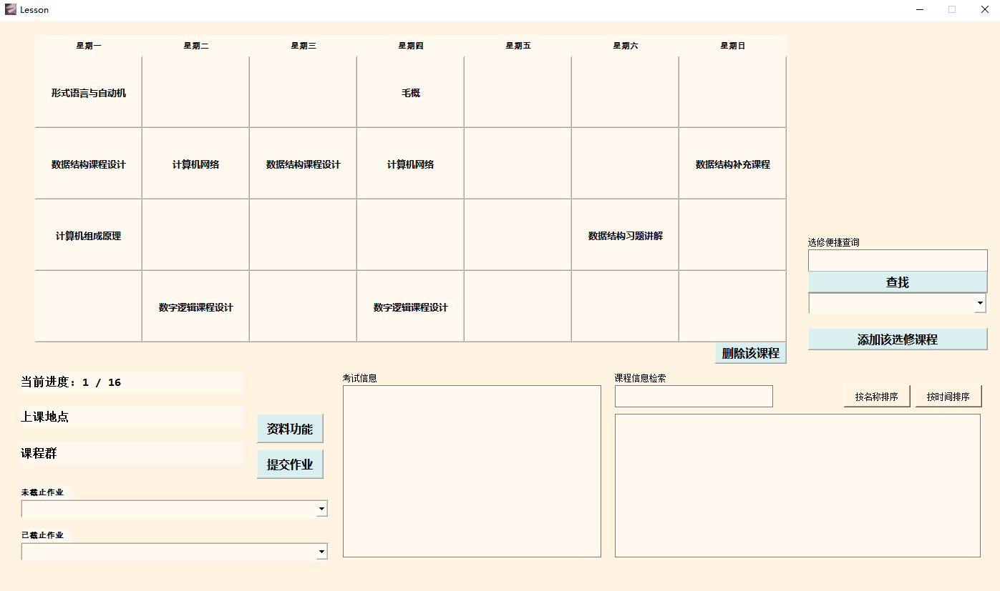 Lesson
星期一 星期二 星期三 星期四 星期五 星期六 星期日
形式语言与自动机 毛概
数据结构课程设计 计算机网络 数据结构课程设计 计算机网络 数据结构补充课程
计算机组成原理 数据结构习题讲解
数字逻辑课程设计 数字逻辑课程设计
选修便捷查询
查找
添加该选修课程
删除该课程
当前进度: 1 / 16
上课地点
课程群
资料功能
提交作业
未截止作业
已截止作业
考试信息
课程信息检索
按名称排序 按时间排序